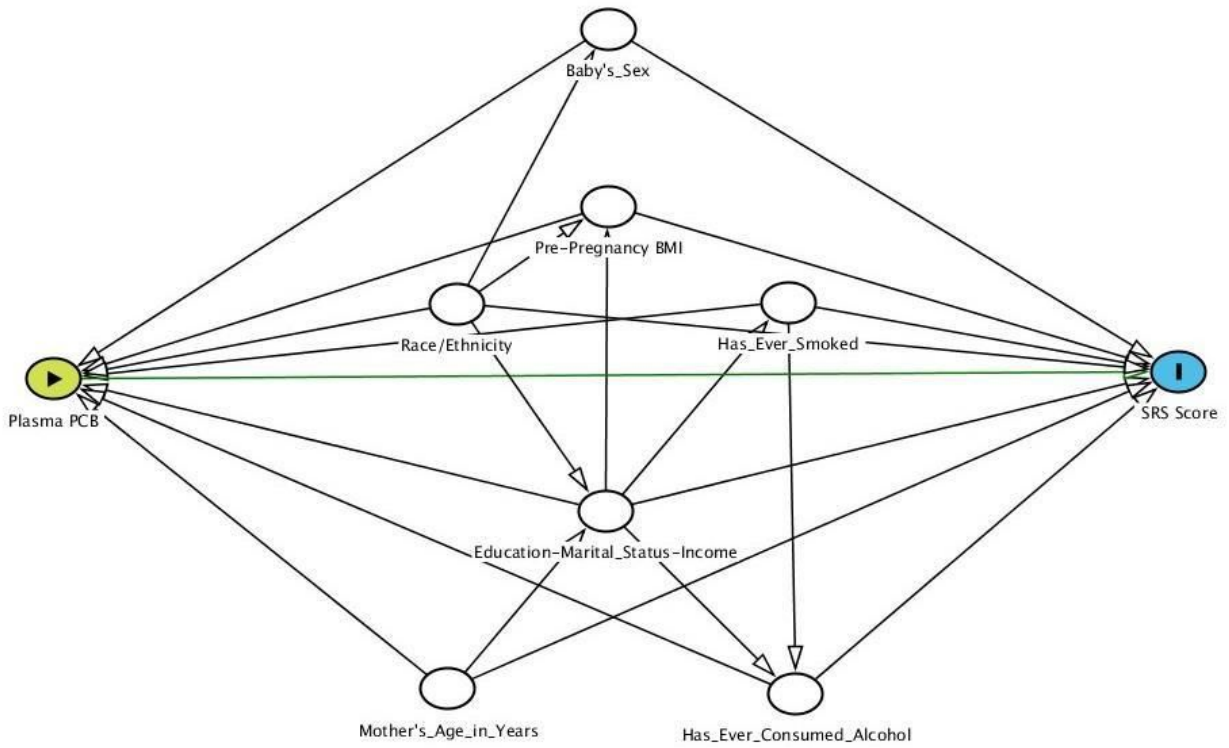 Baby's_Sex
Pre-Pregnancy BMI
Race/Ethnicity
Has_Ever_Smoked
Plasma PCB
SRS Score
Education-Marital_Status-Income
Mother's_Age_in_Years
Has_Ever_Consumed_Alcohol